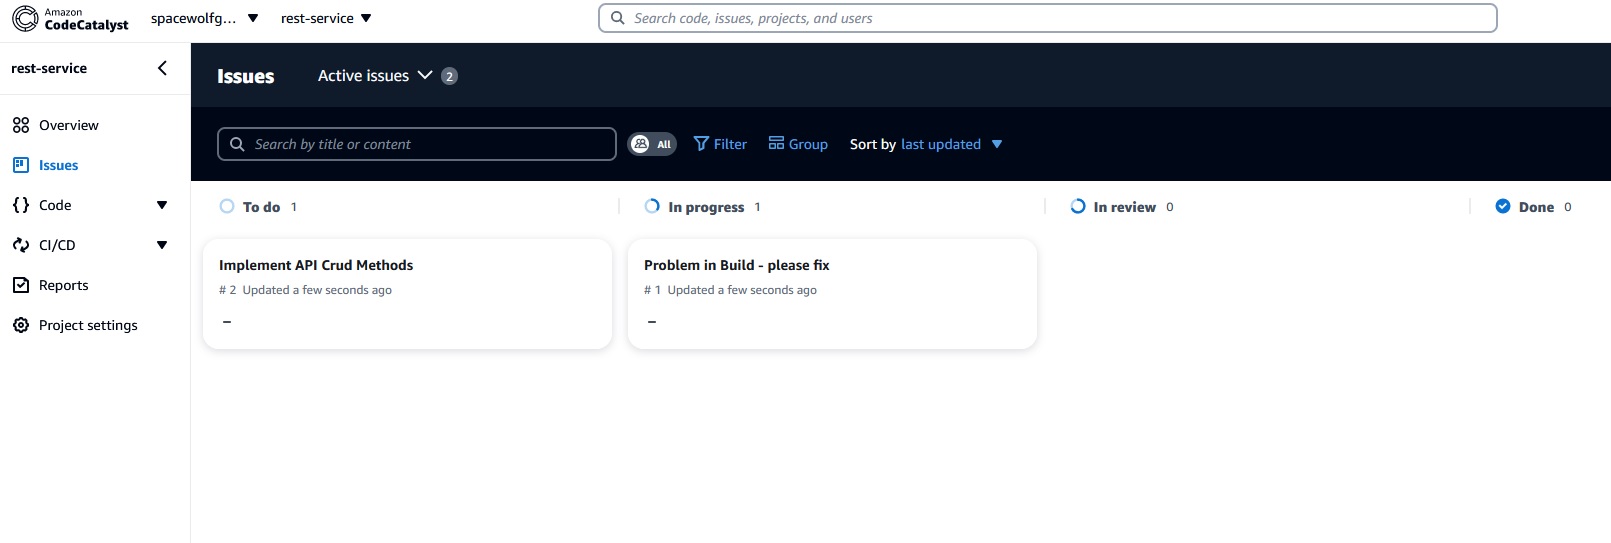 Amazon
CodeCatalyst
spacewolfg...
rest-service
Search code, issues, projects, and users
rest-service
Overview
Issues
Code
CI/CD
Reports
Project settings
Issues
Active issues
2
Search by title or content
All
Filter
Group
Sort by last updated
To do 1
In progress 1
In review 0
Done 0
Implement API Crud Methods
# 2 Updated a few seconds ago
–
Problem in Build - please fix
# 1 Updated a few seconds ago
–